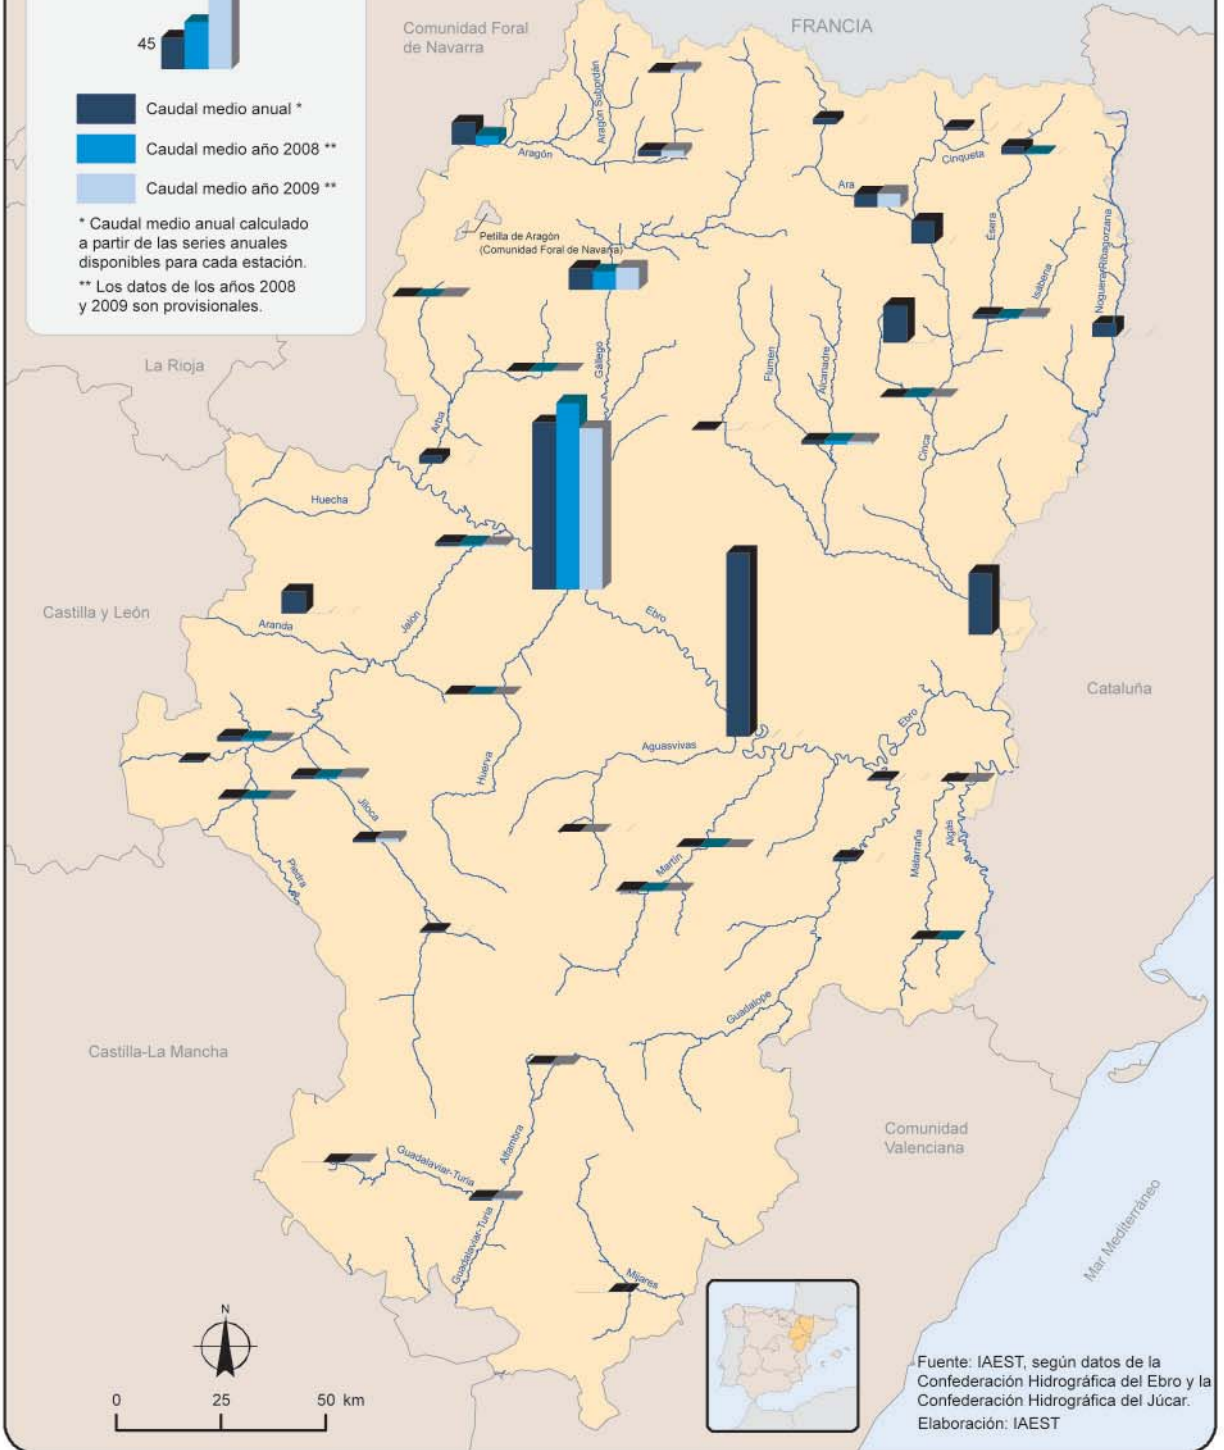 45
Caudal medio anual *
Caudal medio año 2008 **
Caudal medio año 2009 **
* Caudal medio anual calculado
a partir de las series anuales
disponibles para cada estación.
** Los datos de los años 2008
y 2009 son provisionales.
Comunidad Foral
de Navarra
FRANCIA
Aragón Subordán
Aragón
Cinqueta
Ara
Petilla de Aragón
(Comunidad Foral de Navarra)
Ésera
Isábena
Noguera Ribagorzana
La Rioja
Gállego
Flumen
Alcanadre
Arba
Cinca
Huecha
Castilla y León
Aranda
Jalón
Ebro
Cataluña
Ebro
Aguasvivas
Huerva
Jiloca
Piedra
Martín
Matarraña
Algás
Guadalope
Castilla-La Mancha
Alfambra
Guadalaviar-Turia
Guadalaviar-Turia
Comunidad
Valenciana
Mijares
Mar Mediterráneo
N
0 25 50 km
Fuente: IAEST, según datos de la
Confederación Hidrográfica del Ebro y la
Confederación Hidrográfica del Júcar.
Elaboración: IAEST